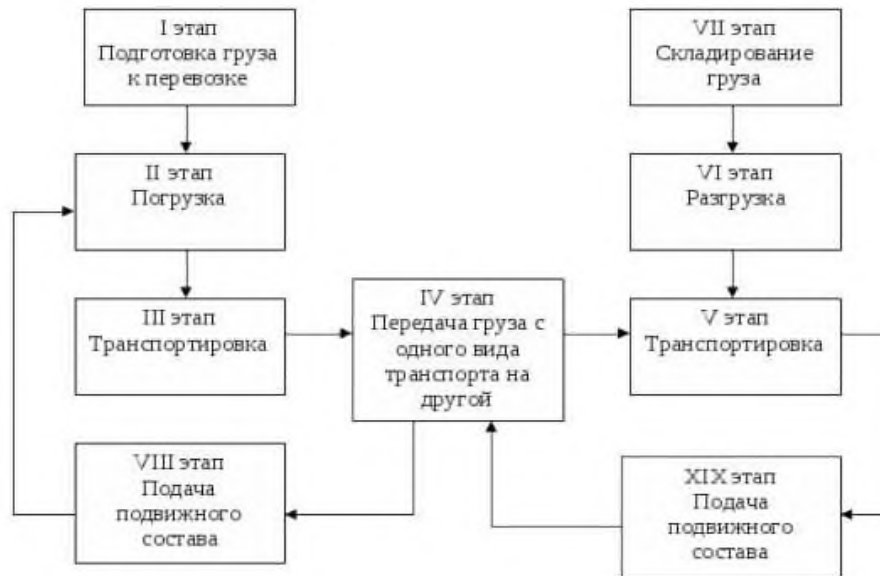 I этап
Подготовка груза
к перевозке
VII этап
Складирование
груза
II этап
Погрузка
VI этап
Разгрузка
III этап
Транспортировка
IV этап
Передача груза с
одного вида
транспорта на
другой
V этап
Транспортировка
VIII этап
Подача
подвижного
состава
XIX этап
Подача
подвижного
состава